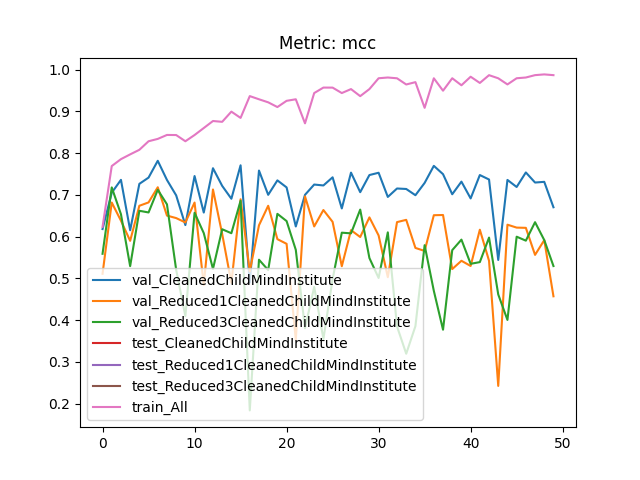 Metric: mcc
1.0
0.9
0.8
0.7
0.6
0.5
0.4
0.3
0.2
val_CleanedChildMindInstitute
val_Reduced1CleanedChildMindInstitute
val_Reduced3CleanedChildMindInstitute
test_CleanedChildMindInstitute
test_Reduced1CleanedChildMindInstitute
test_Reduced3CleanedChildMindInstitute
train_All
0 10 20 30 40 50